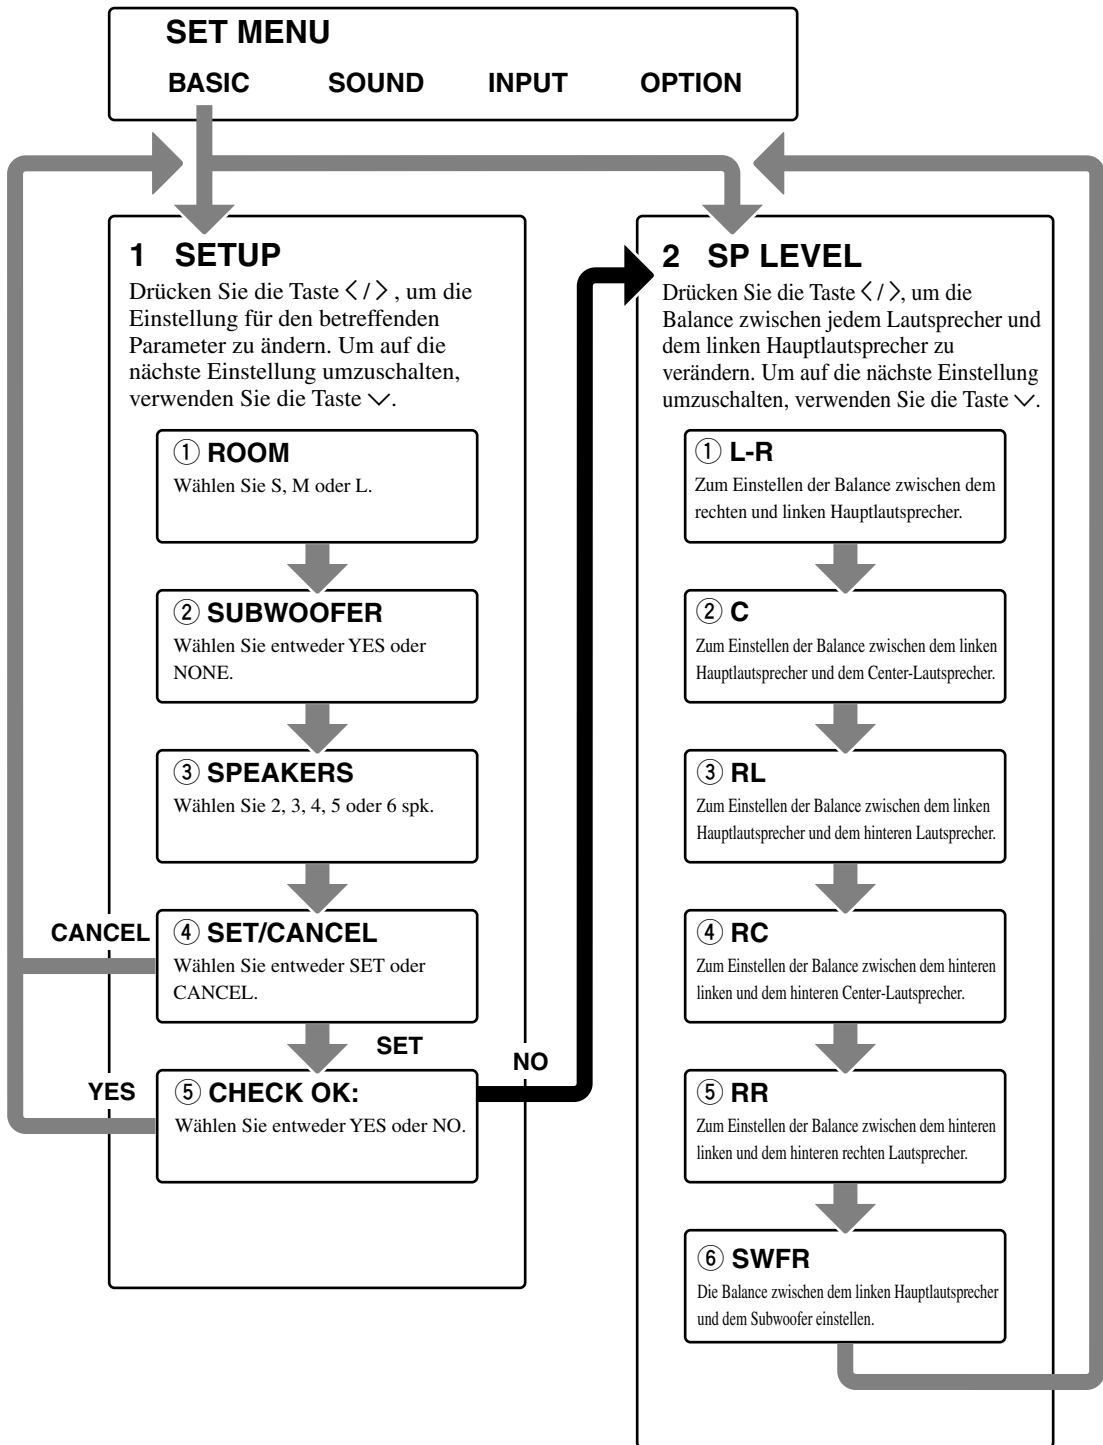 SET MENU
BASIC SOUND INPUT OPTION
1 SETUP
Drücken Sie die Taste 〈 / 〉, um die
Einstellung für den betreffenden
Parameter zu ändern. Um auf die
nächste Einstellung umzuschalten,
verwenden Sie die Taste ﹀.
① ROOM
Wählen Sie S, M oder L.
② SUBWOOFER
Wählen Sie entweder YES oder
NONE.
③ SPEAKERS
Wählen Sie 2, 3, 4, 5 oder 6 spk.
CANCEL
④ SET/CANCEL
Wählen Sie entweder SET oder
CANCEL.
SET
NO
YES
⑤ CHECK OK:
Wählen Sie entweder YES oder NO.
2 SP LEVEL
Drücken Sie die Taste 〈 / 〉, um die
Balance zwischen jedem Lautsprecher und
dem linken Hauptlautsprecher zu
verändern. Um auf die nächste Einstellung
umzuschalten, verwenden Sie die Taste ﹀.
① L-R
Zum Einstellen der Balance zwischen dem
rechten und linken Hauptlautsprecher.
② C
Zum Einstellen der Balance zwischen dem linken
Hauptlautsprecher und dem Center-Lautsprecher.
③ RL
Zum Einstellen der Balance zwischen dem linken
Hauptlautsprecher und dem hinteren Lautsprecher.
④ RC
Zum Einstellen der Balance zwischen dem hinteren
linken und dem hinteren Center-Lautsprecher.
⑤ RR
Zum Einstellen der Balance zwischen dem hinteren
linken und dem hinteren rechten Lautsprecher.
⑥ SWFR
Die Balance zwischen dem linken Hauptlautsprecher
und dem Subwoofer einstellen.